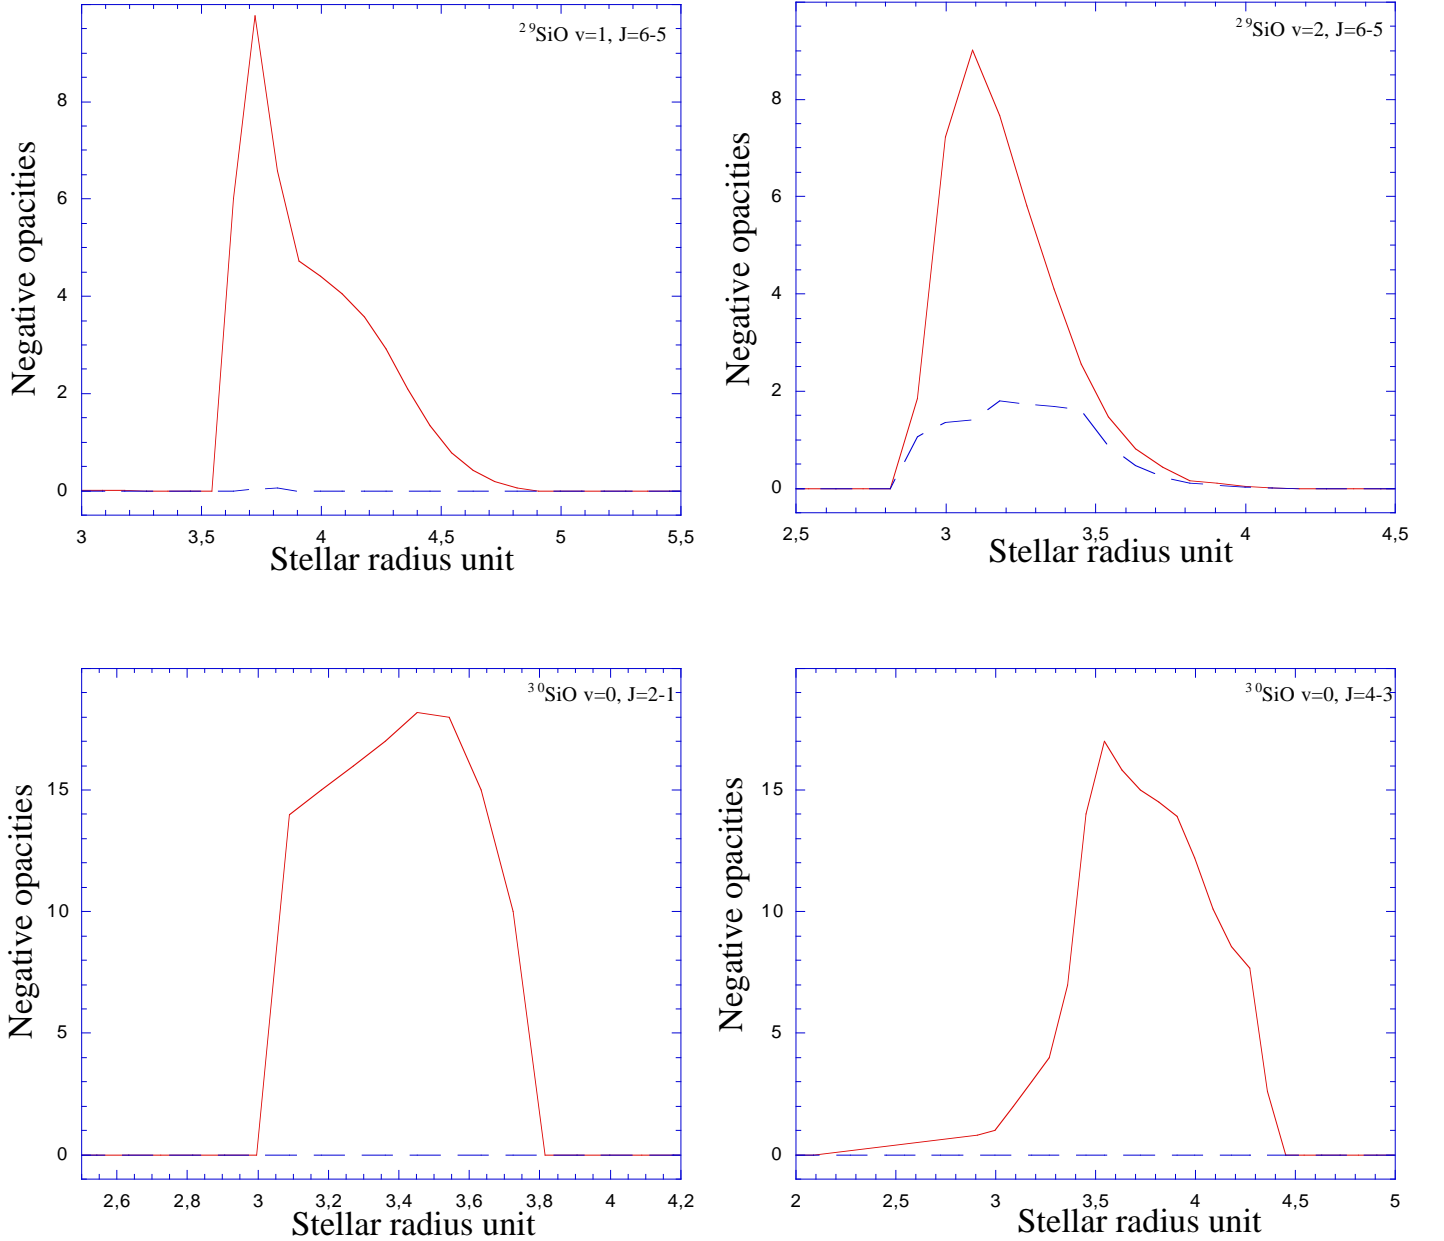 ²⁹SiO v=1, J=6-5
Negative opacities
8
6
4
2
0
3 3,5 4 4,5 5 5,5
Stellar radius unit
²⁹SiO v=2, J=6-5
Negative opacities
8
6
4
2
0
2,5 3 3,5 4 4,5
Stellar radius unit
³⁰SiO v=0, J=2-1
Negative opacities
15
10
5
0
2,6 2,8 3 3,2 3,4 3,6 3,8 4 4,2
Stellar radius unit
³⁰SiO v=0, J=4-3
Negative opacities
15
10
5
0
2 2,5 3 3,5 4 4,5 5
Stellar radius unit